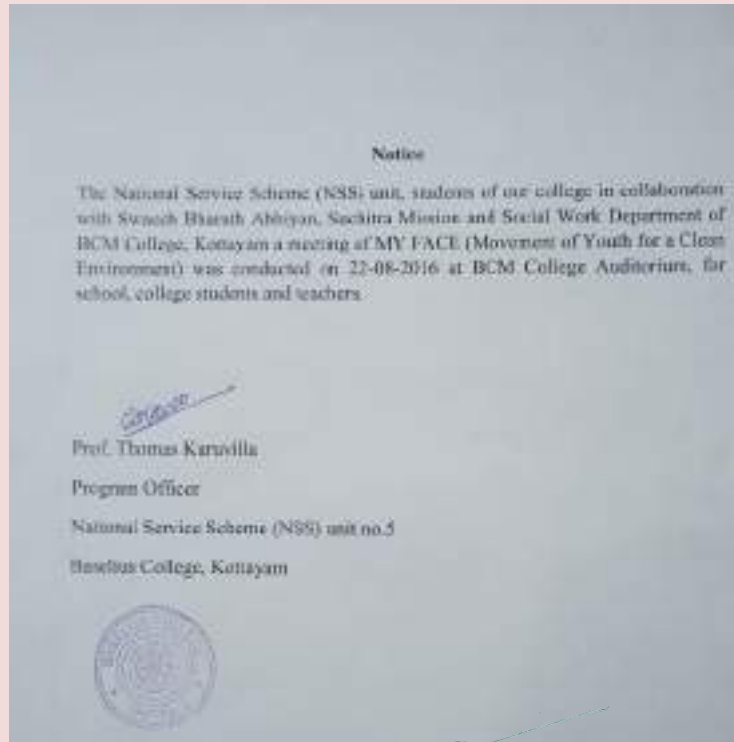 Notice
The National Service Scheme (NSS) unit, students of our college in collaboration
with Swaech Bharath Abhiyan, Suchitra Mission and Social Work Department of
BCM College, Kottayam a meeting of MY FACE (Movement of Youth for a Clean
Environment) was conducted on 22-08-2016 at BCM College Auditorium, for
school, college students and teachers.
Prof. Thomas Karuvilla
Program Officer
National Service Scheme (NSS) unit no.5
Baselius College, Kottayam